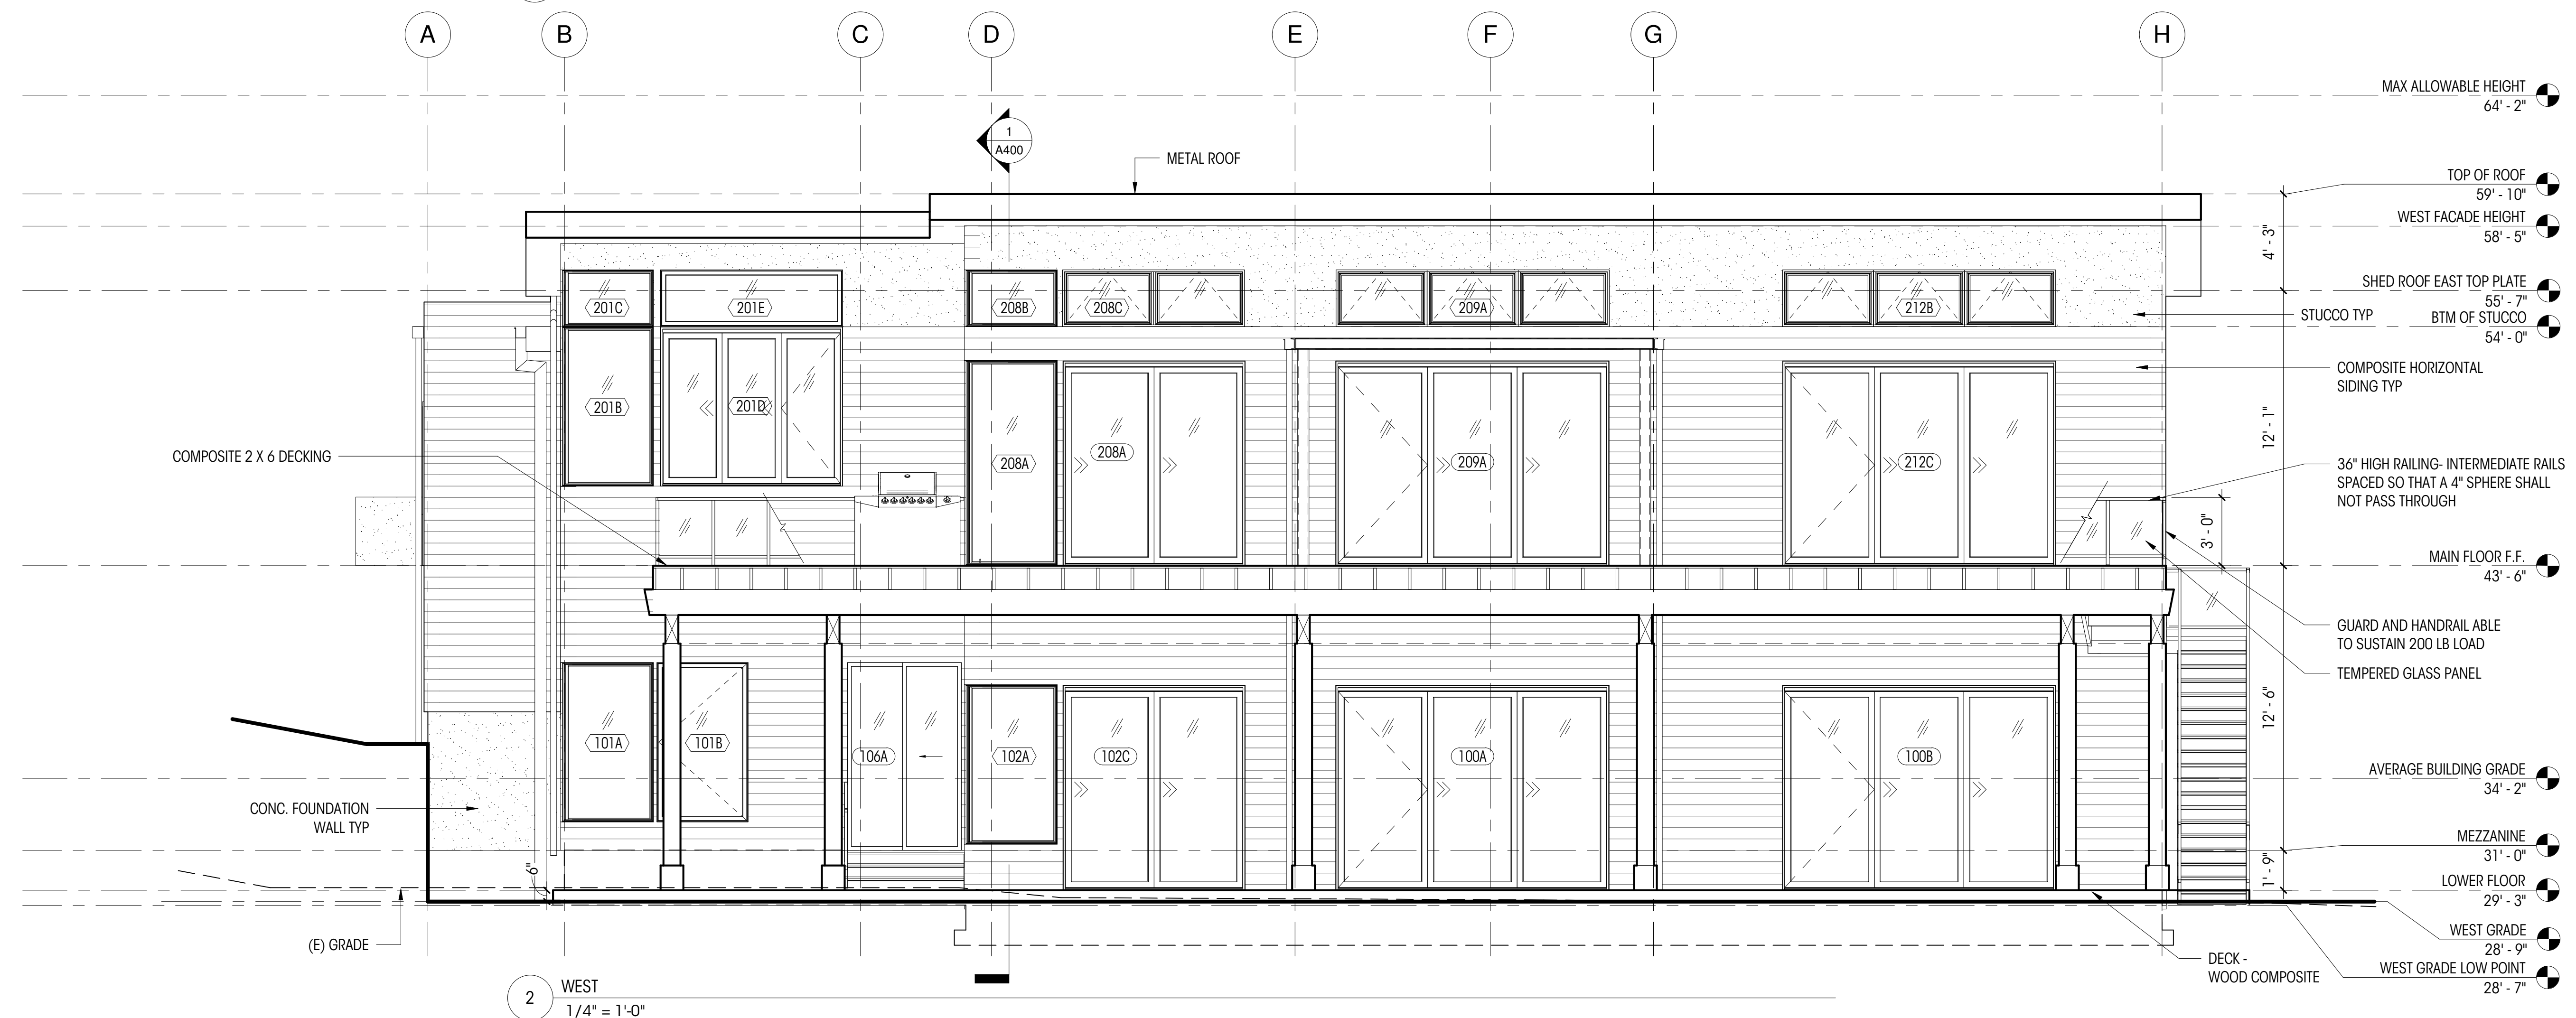 A
B
C
D
E
F
G
H
MAX ALLOWABLE HEIGHT
64' - 2"
1
A400
METAL ROOF
TOP OF ROOF
59' - 10"
WEST FACADE HEIGHT
58' - 5"
4' - 3"
SHED ROOF EAST TOP PLATE
55' - 7"
STUCCO TYP
BTM OF STUCCO
54' - 0"
201C
201E
208B
208C
209A
212B
COMPOSITE HORIZONTAL
SIDING TYP
201B
201D
208A
208A
209A
212C
12' - 1"
COMPOSITE 2 X 6 DECKING
36" HIGH RAILING- INTERMEDIATE RAILS
SPACED SO THAT A 4" SPHERE SHALL
NOT PASS THROUGH
3' - 0"
MAIN FLOOR F.F.
43' - 6"
GUARD AND HANDRAIL ABLE
TO SUSTAIN 200 LB LOAD
TEMPERED GLASS PANEL
12' - 6"
101A
101B
106A
102A
102C
100A
100B
AVERAGE BUILDING GRADE
34' - 2"
CONC. FOUNDATION
WALL TYP
MEZZANINE
31' - 0"
6"
1' - 9"
LOWER FLOOR
29' - 3"
(E) GRADE
WEST GRADE
28' - 9"
DECK -
WOOD COMPOSITE
WEST GRADE LOW POINT
28' - 7"
2
WEST
1/4" = 1'-0"